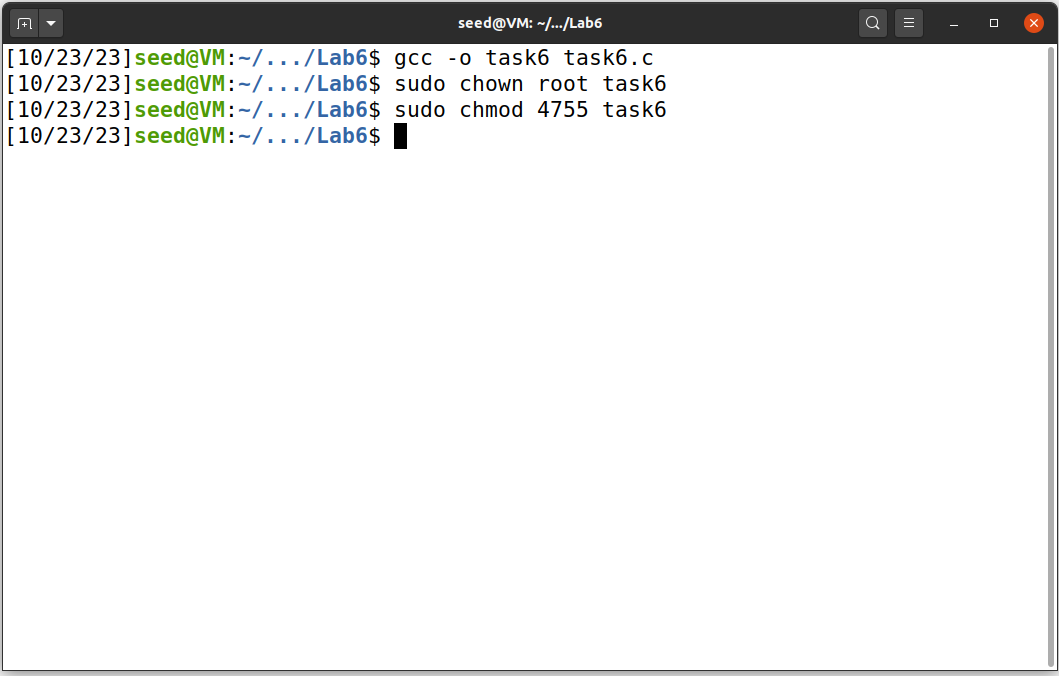 seed@VM: ~/.../Lab6
[10/23/23]seed@VM:~/.../Lab6$ gcc -o task6 task6.c
[10/23/23]seed@VM:~/.../Lab6$ sudo chown root task6
[10/23/23]seed@VM:~/.../Lab6$ sudo chmod 4755 task6
[10/23/23]seed@VM:~/.../Lab6$